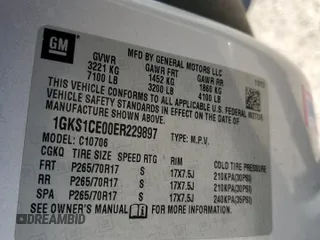 GM
MFD BY GENERAL MOTORS LLC
GVWR GAWR FRT GAWR RR
3221 KG 1452 KG 1860 KG
7100 LB 3200 LB 4100 LB
THIS VEHICLE CONFORMS TO ALL APPLICABLE U.S.
FEDERAL MOTOR VEHICLE SAFETY, BUMPER, AND
THEFT PREVENTION STANDARDS IN EFFECT ON THE DATE
OF MANUFACTURE SHOWN ABOVE.
1GKS1CE00ER229897 TYPE: M.P.V.
MODEL: C10706
CGKQ TIRE SIZE SPEED RTG RIM COLD TIRE PRESSURE
FRT P265/70R17 S 17X7.5J 210KPA(30PSI)
RR P265/70R17 S 17X7.5J 210KPA(30PSI)
SPA P265/70R17 S 17X7.5J 240KPA(35PSI)
SEE OWNER'S MANUAL FOR MORE INFORMATION.
DREAMBID